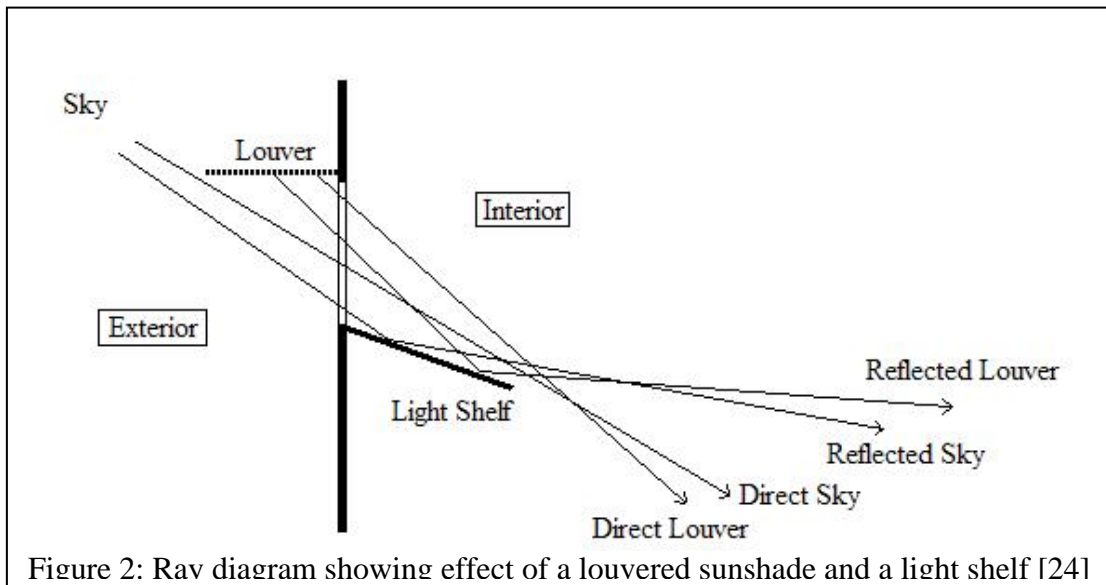 Sky
Louver
Interior
Exterior
Light Shelf
Reflected Louver
Reflected Sky
Direct Sky
Direct Louver
Figure 2: Ray diagram showing effect of a louvered sunshade and a light shelf [24]